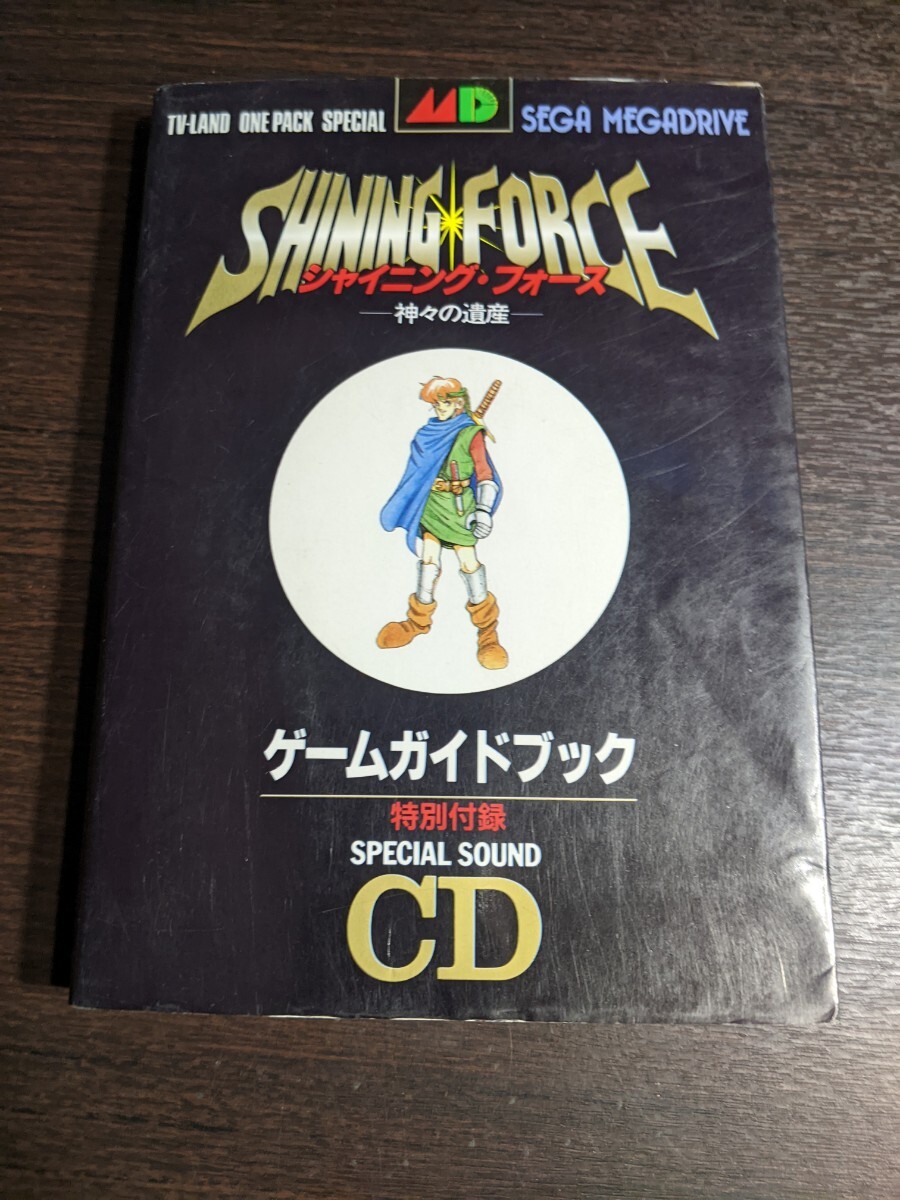 TV-LAND ONE PACK SPECIAL MD SEGA MEGADRIVE
SHINING FORCE
シャイニング・フォース
神々の遺産
ゲームガイドブック
特別付録
SPECIAL SOUND
CD